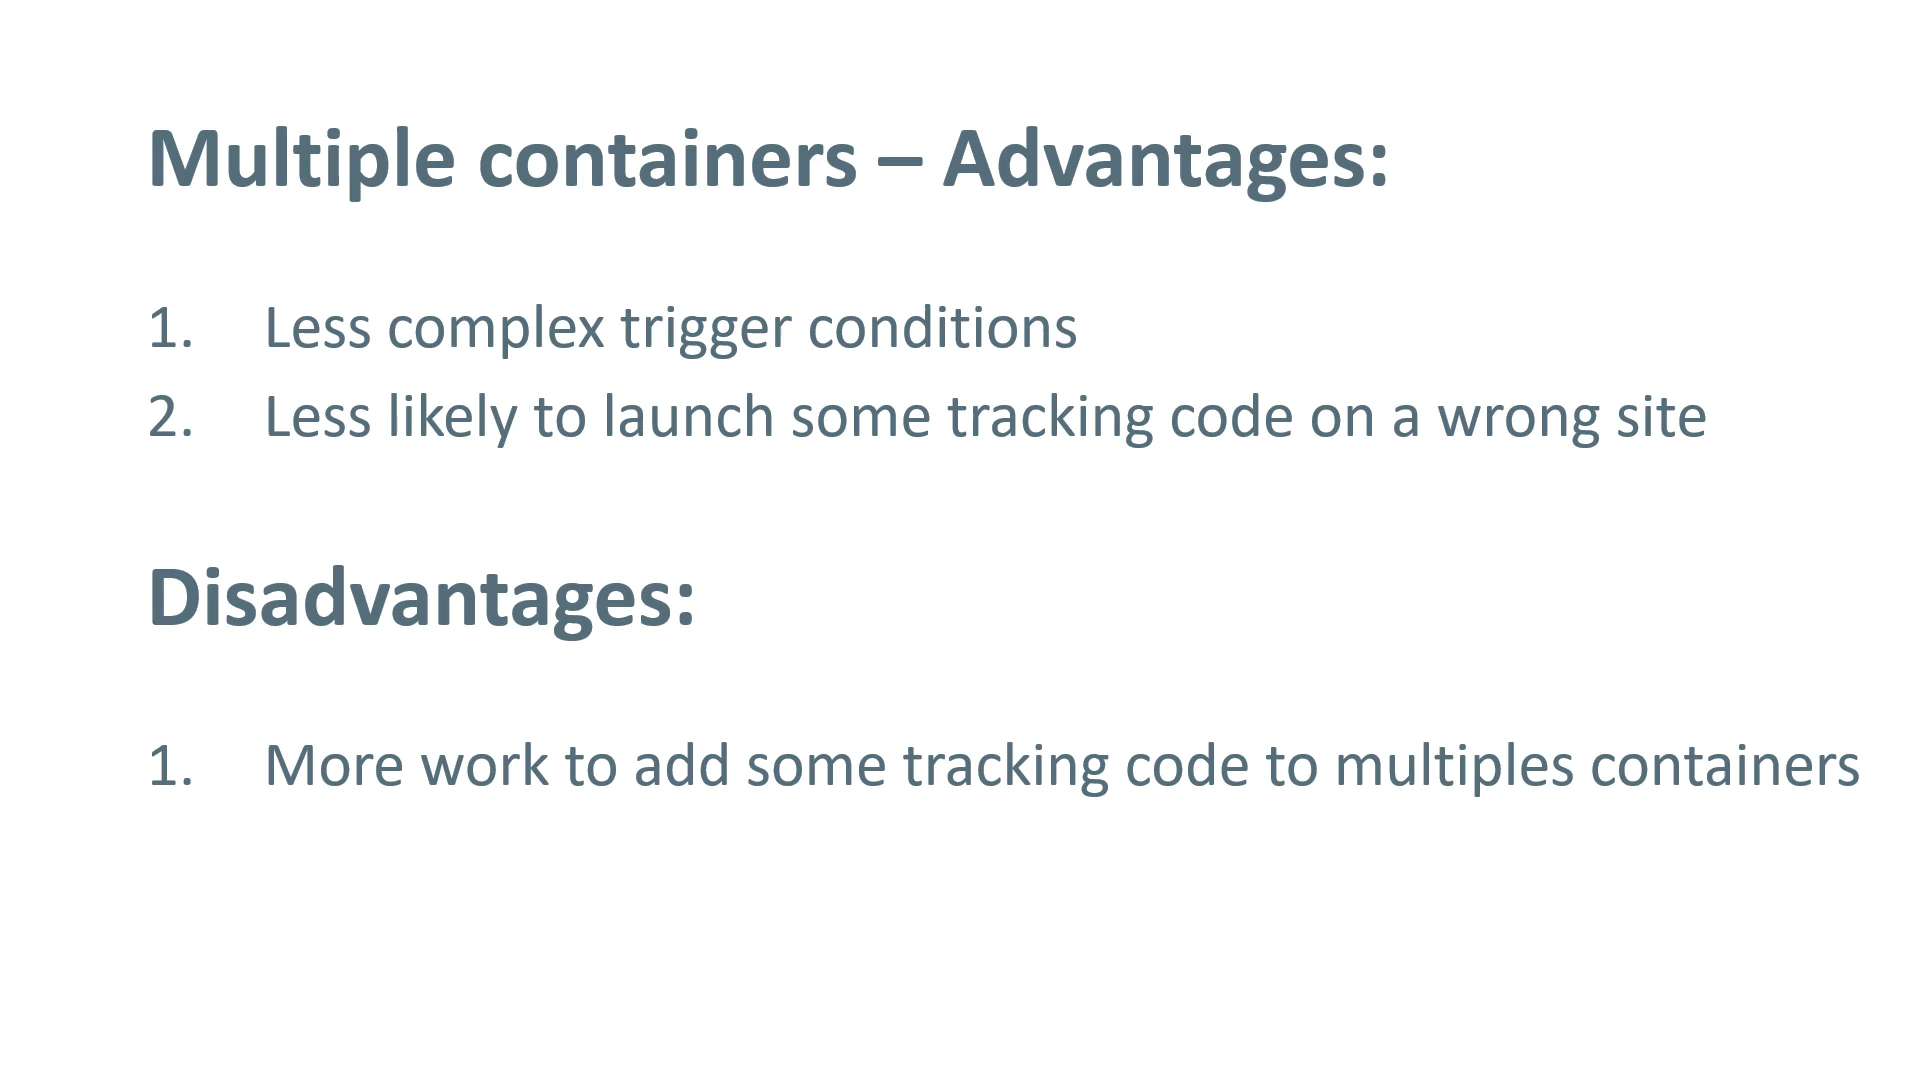 Multiple containers – Advantages:
1. Less complex trigger conditions
2. Less likely to launch some tracking code on a wrong site
Disadvantages:
1. More work to add some tracking code to multiples containers